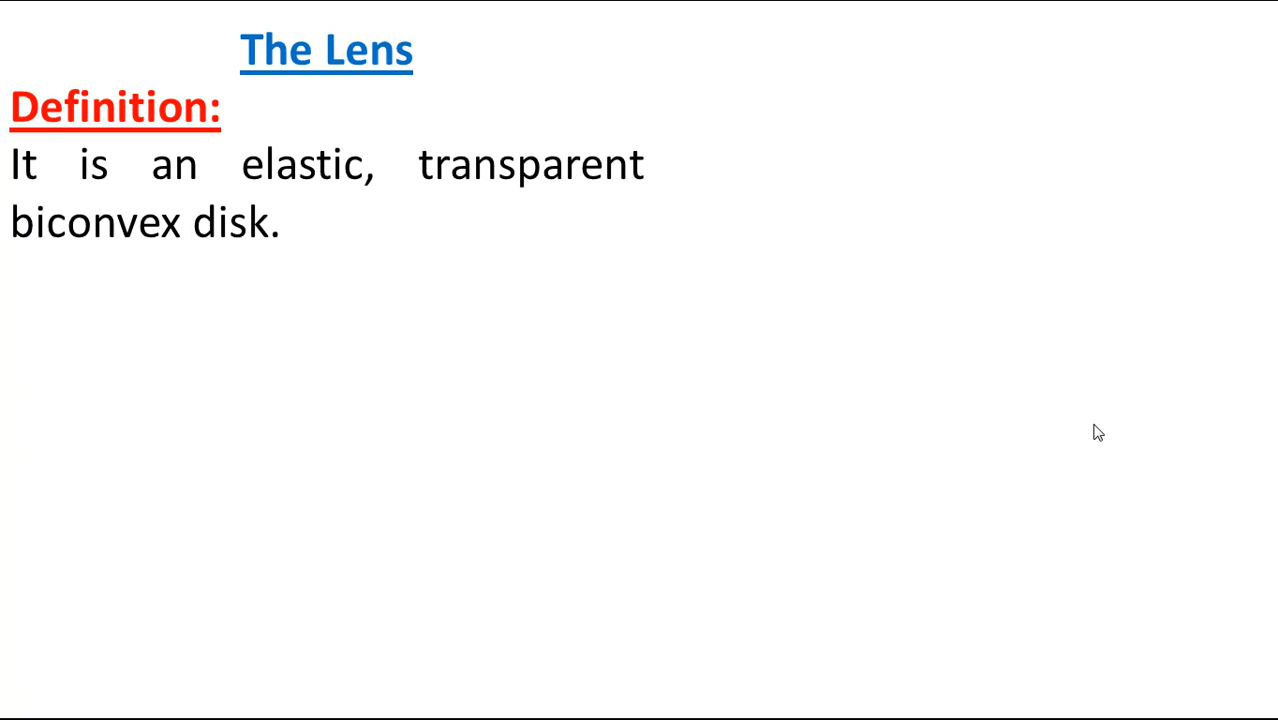 The Lens
Definition:
It is an elastic, transparent
biconvex disk.